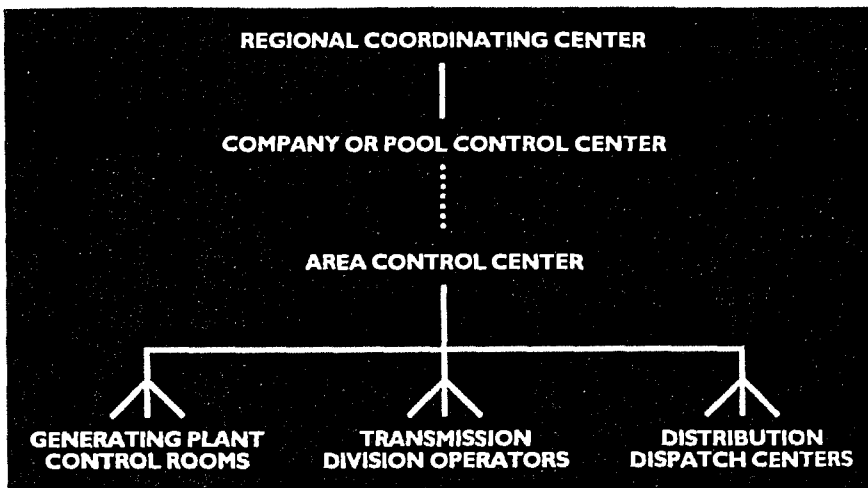 REGIONAL COORDINATING CENTER
COMPANY OR POOL CONTROL CENTER
AREA CONTROL CENTER
GENERATING PLANT
CONTROL ROOMS
TRANSMISSION
DIVISION OPERATORS
DISTRIBUTION
DISPATCH CENTERS